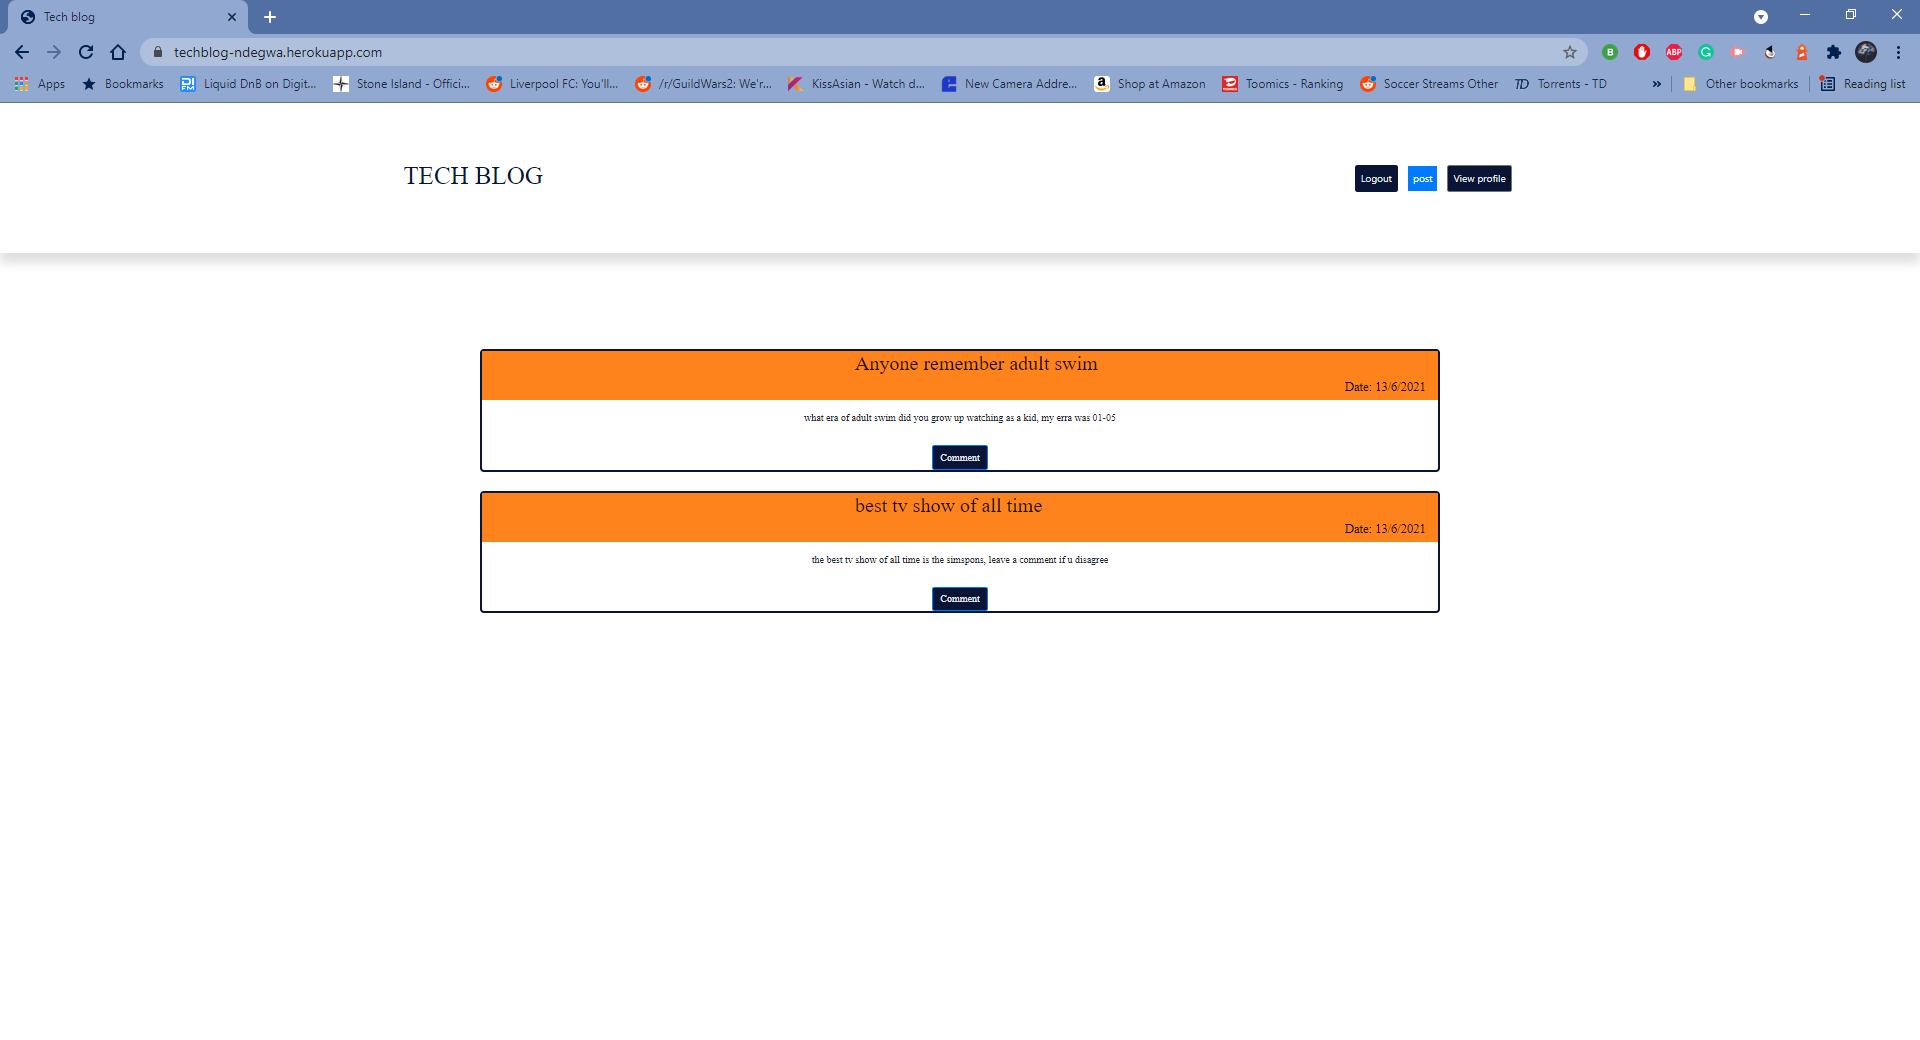 Tech blog
techblog-ndegwa.herokuapp.com
B ABP G
Apps Bookmarks DI FM Liquid DnB on Digit... Stone Island - Offici... Liverpool FC: You'll... /r/GuildWars2: We'r... KissAsian - Watch d... New Camera Addre... a Shop at Amazon Toomics - Ranking Soccer Streams Other TD Torrents - TD » Other bookmarks Reading list
TECH BLOG
Logout post View profile
Anyone remember adult swim
Date: 13/6/2021
what era of adult swim did you grow up watching as a kid, my erra was 01-05
Comment
best tv show of all time
Date: 13/6/2021
the best tv show of all time is the simspons, leave a comment if u disagree
Comment